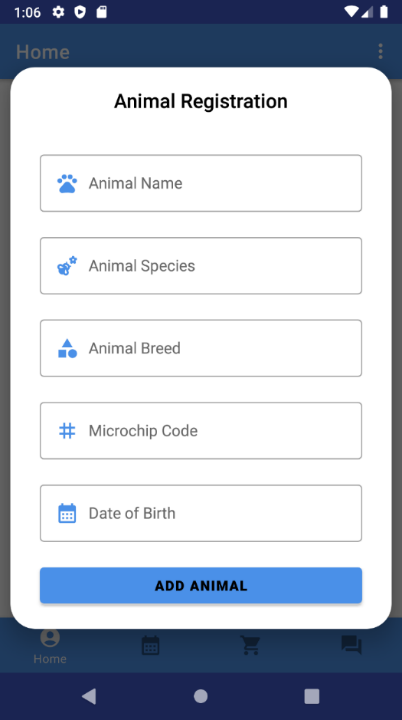 1:06
Home
Animal Registration
Animal Name
Animal Species
Animal Breed
Microchip Code
Date of Birth
ADD ANIMAL
Home